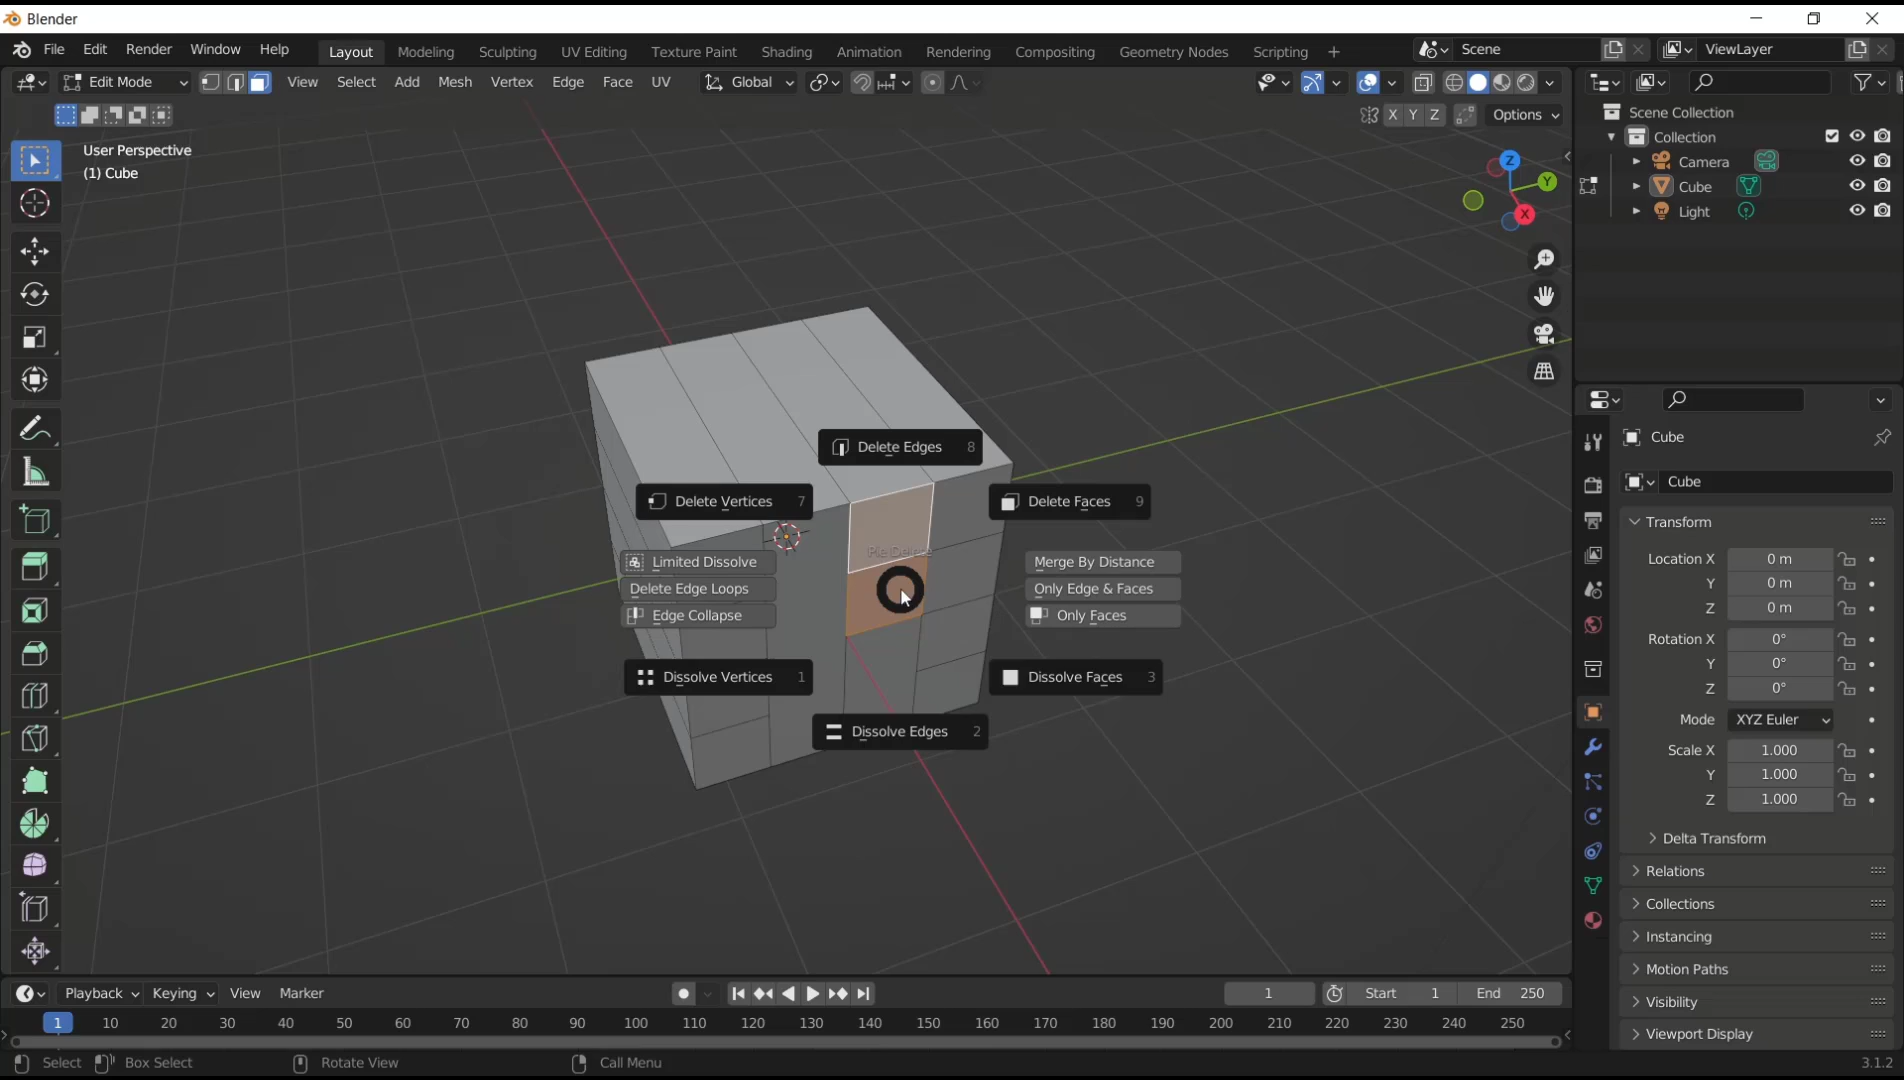 Blender
File Edit Render Window Help Layout Modeling Sculpting UV Editing Texture Paint Shading Animation Rendering Compositing Geometry Nodes Scripting + Scene ViewLayer
Edit Mode View Select Add Mesh Vertex Edge Face UV Global
X Y Z Options
User Perspective
(1) Cube
Z
Y
X
Scene Collection
Collection
Camera
Cube
Light
Delete Edges 8
Delete Vertices 7
Delete Faces 9
Pie Delete
Limited Dissolve
Merge By Distance
Delete Edge Loops
Only Edge & Faces
Edge Collapse
Only Faces
Dissolve Vertices 1
Dissolve Faces 3
Dissolve Edges 2
Cube
Cube
Transform
Location X 0 m
Y 0 m
Z 0 m
Rotation X 0°
Y 0°
Z 0°
Mode XYZ Euler
Scale X 1.000
Y 1.000
Z 1.000
Delta Transform
Relations
Collections
Instancing
Motion Paths
Visibility
Viewport Display
Playback Keying View Marker 1 Start 1 End 250
1 10 20 30 40 50 60 70 80 90 100 110 120 130 140 150 160 170 180 190 200 210 220 230 240 250
Select Box Select Rotate View Call Menu 3.1.2